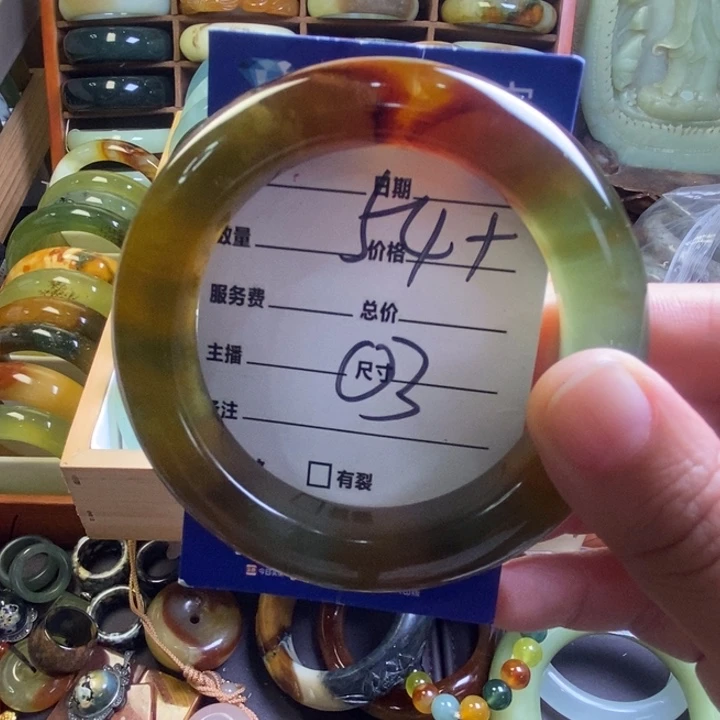 日期
数量 价格
54+
服务费 总价
主播 尺寸
03
备注
有裂